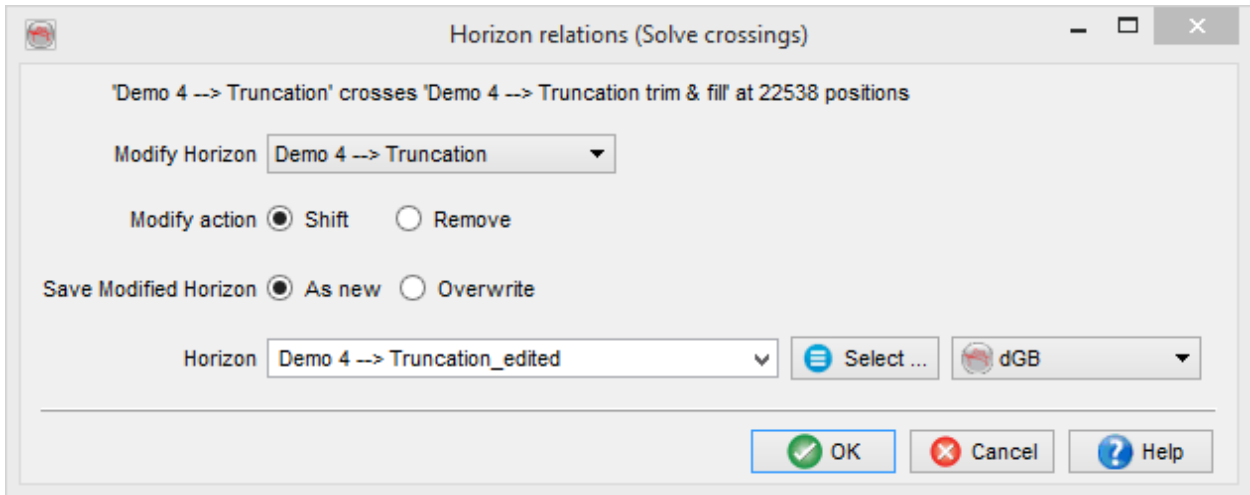 Horizon relations (Solve crossings)
'Demo 4 --> Truncation' crosses 'Demo 4 --> Truncation trim & fill' at 22538 positions
Modify Horizon Demo 4 --> Truncation
Modify action Shift Remove
Save Modified Horizon As new Overwrite
Horizon Demo 4 --> Truncation_edited Select ... dGB
OK Cancel Help